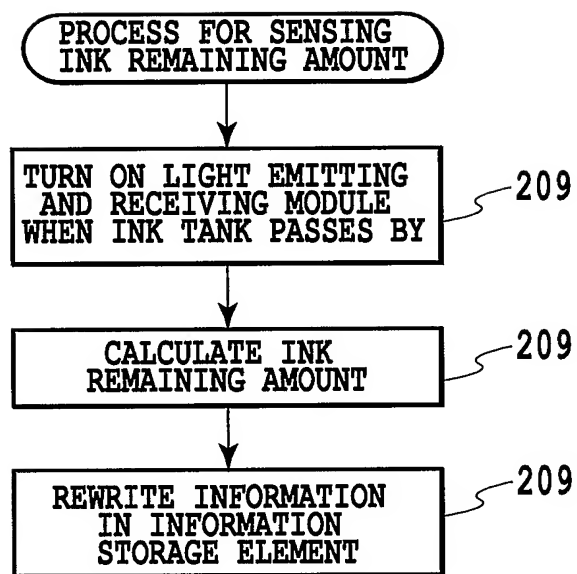 PROCESS FOR SENSING
INK REMAINING AMOUNT
TURN ON LIGHT EMITTING
AND RECEIVING MODULE
WHEN INK TANK PASSES BY
209
CALCULATE INK
REMAINING AMOUNT
209
REWRITE INFORMATION
IN INFORMATION
STORAGE ELEMENT
209